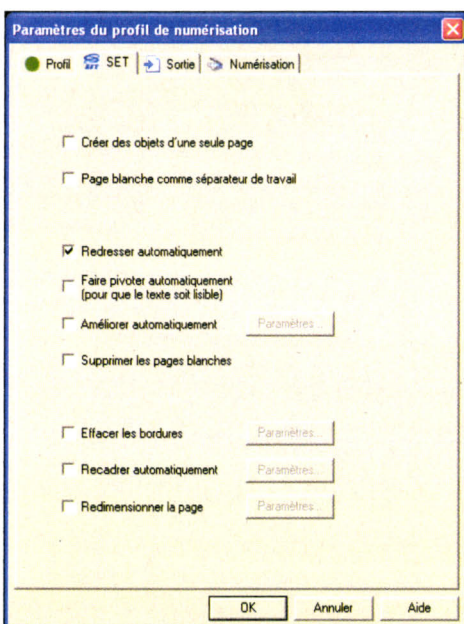 Paramètres du profil de numérisation
Profil SET Sortie Numérisation
Créer des objets d'une seule page
Page blanche comme séparateur de travail
Redresser automatiquement
Faire pivoter automatiquement
(pour que le texte soit lisible)
Améliorer automatiquement Paramètres...
Supprimer les pages blanches
Effacer les bordures Paramètres...
Recadrer automatiquement Paramètres...
Redimensionner la page Paramètres...
OK Annuler Aide